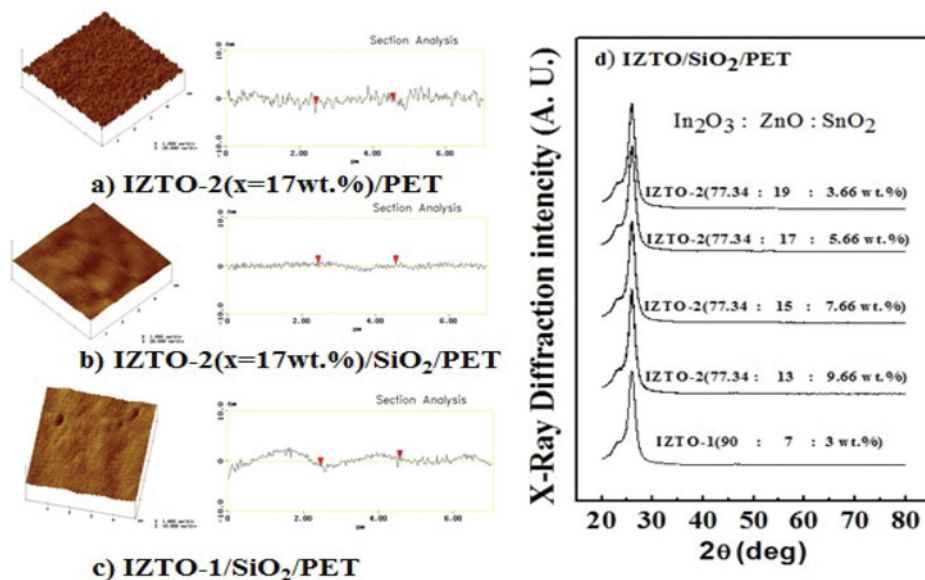 Section Analysis
10.0
0
-10.0
0
2.00
4.00
6.00
µm
a) IZTO-2(x=17wt.%)/PET
Section Analysis
10.0
0
-10.0
0
2.00
4.00
6.00
µm
b) IZTO-2(x=17wt.%)/SiO₂/PET
Section Analysis
10.0
0
-10.0
0
2.00
4.00
6.00
µm
c) IZTO-1/SiO₂/PET
X-Ray Diffraction intencity (A. U.)
d) IZTO/SiO₂/PET
In₂O₃ : ZnO : SnO₂
IZTO-2(77.34 : 19 : 3.66 wt.%)
IZTO-2(77.34 : 17 : 5.66 wt.%)
IZTO-2(77.34 : 15 : 7.66 wt.%)
IZTO-2(77.34 : 13 : 9.66 wt.%)
IZTO-1(90 : 7 : 3 wt.%)
20 30 40 50 60 70 80
2θ (deg)